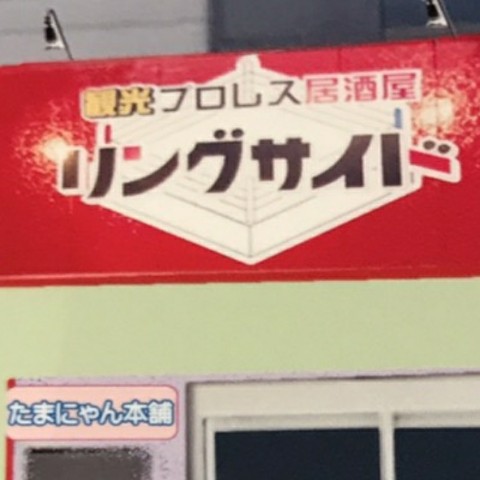 観光プロレス居酒屋
リングサイド
たまにゃん本舗